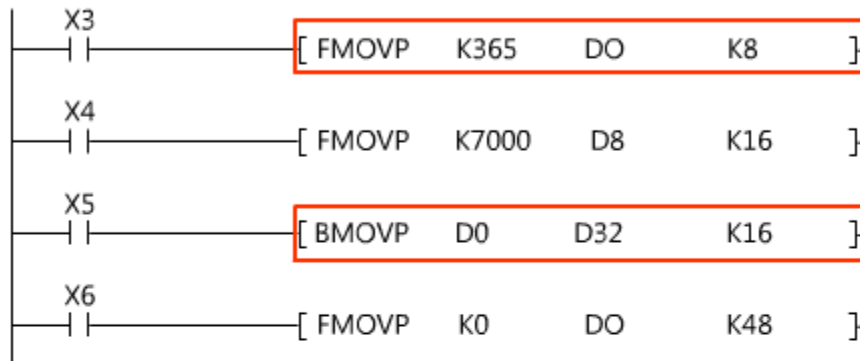 X3
[ FMOVP K365 DO K8 ]
X4
[ FMOVP K7000 D8 K16 ]
X5
[ BMOVP D0 D32 K16 ]
X6
[ FMOVP K0 DO K48 ]